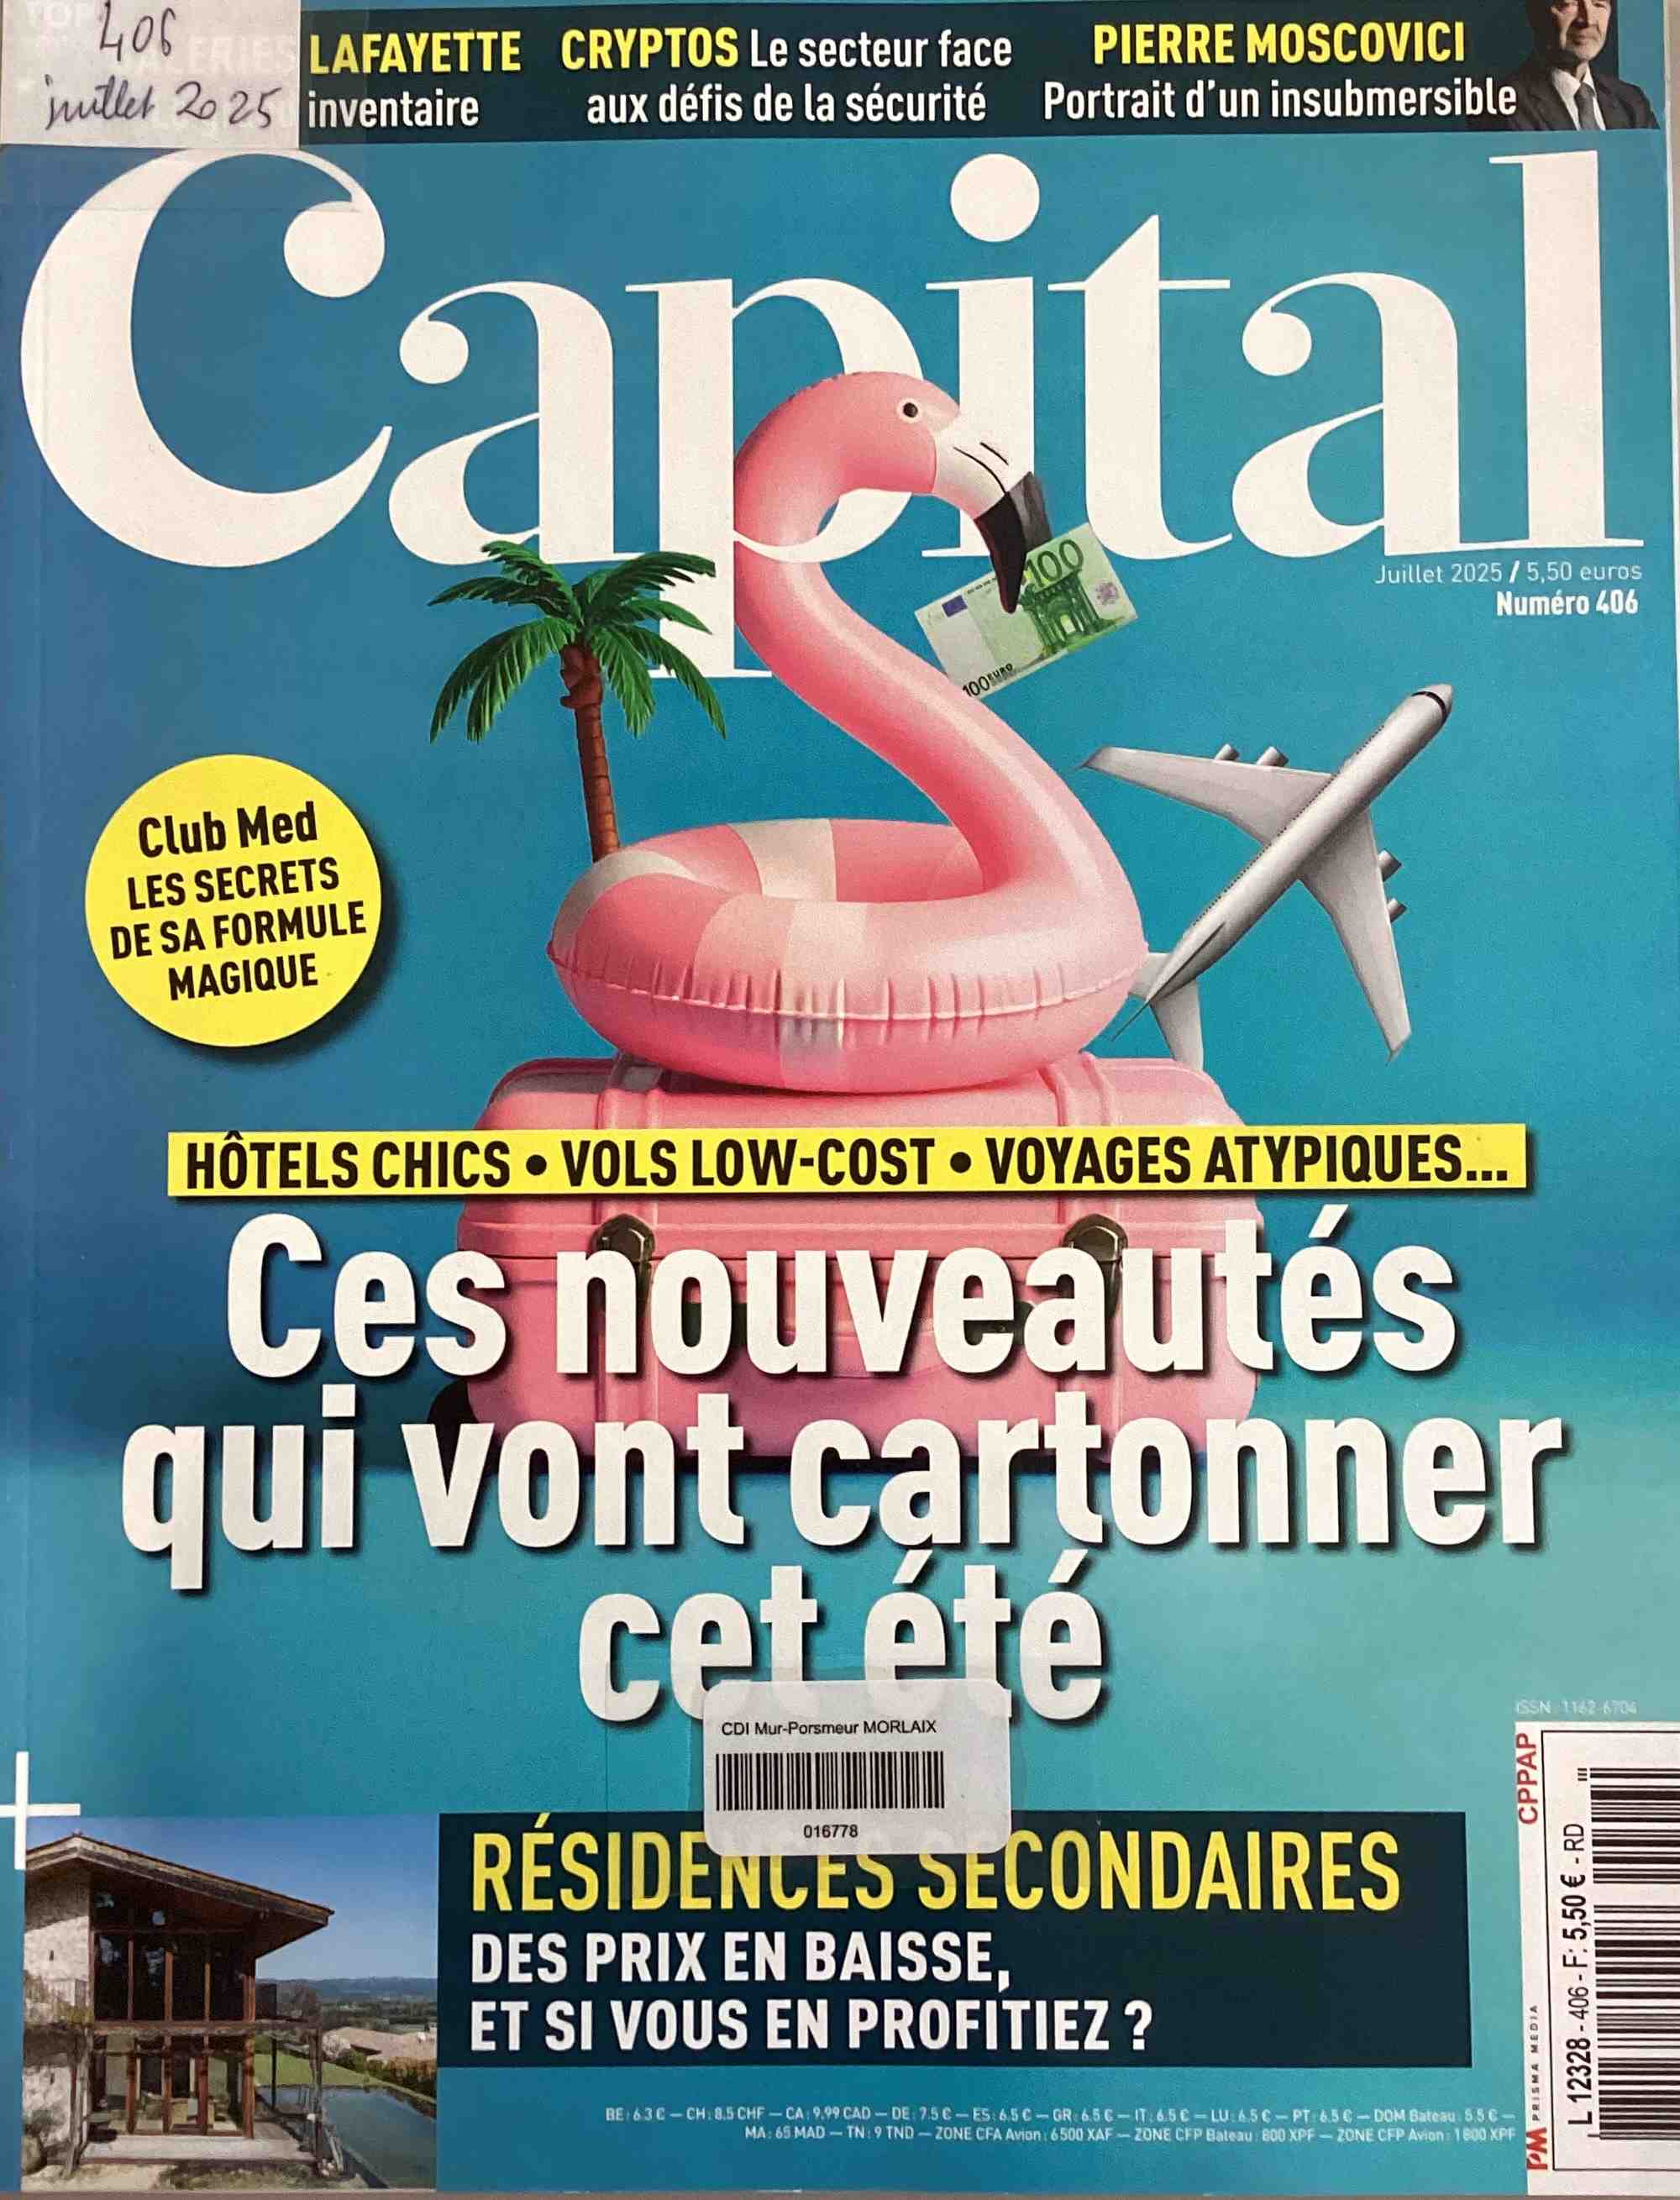 406
juillet 2025
GALERIES LAFAYETTE
inventaire
CRYPTOS Le secteur face
aux défis de la sécurité
PIERRE MOSCOVICI
Portrait d'un insubmersible
Capital
Juillet 2025 / 5,50 euros
Numéro 406
100
100 EURO
Club Med
LES SECRETS
DE SA FORMULE
MAGIQUE
HÔTELS CHICS • VOLS LOW-COST • VOYAGES ATYPIQUES...
Ces nouveautés
qui vont cartonner
cet été
CDI Mur-Porsmeur MORLAIX
016778
RÉSIDENCES SECONDAIRES
DES PRIX EN BAISSE,
ET SI VOUS EN PROFITIEZ ?
BE : 6.3 € – CH : 8.5 CHF – CA : 9.99 CAD – DE : 7.5 € – ES : 6.5 € – GR : 6.5 € – IT : 6.5 € – LU : 6.5 € – PT : 6.5 € – DOM Bateau : 5.5 € –
MA : 65 MAD – TN : 9 TND – ZONE CFA Avion : 6500 XAF – ZONE CFP Bateau : 800 XPF – ZONE CFP Avion : 1800 XPF
ISSN : 1162-6704
CPPAP
PM PRISMA MEDIA
L 12328 - 406 - F: 5,50 € - RD